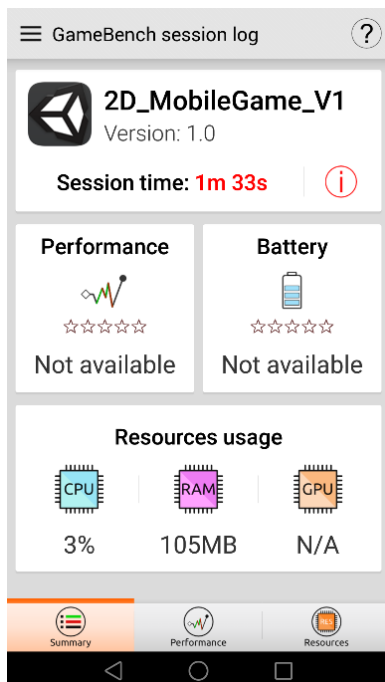 GameBench session log
?
2D_MobileGame_V1
Version: 1.0
Session time: 1m 33s
i
Performance
Battery
Not available
Not available
Resources usage
CPU
RAM
GPU
3%
105MB
N/A
RES
Summary
Performance
Resources